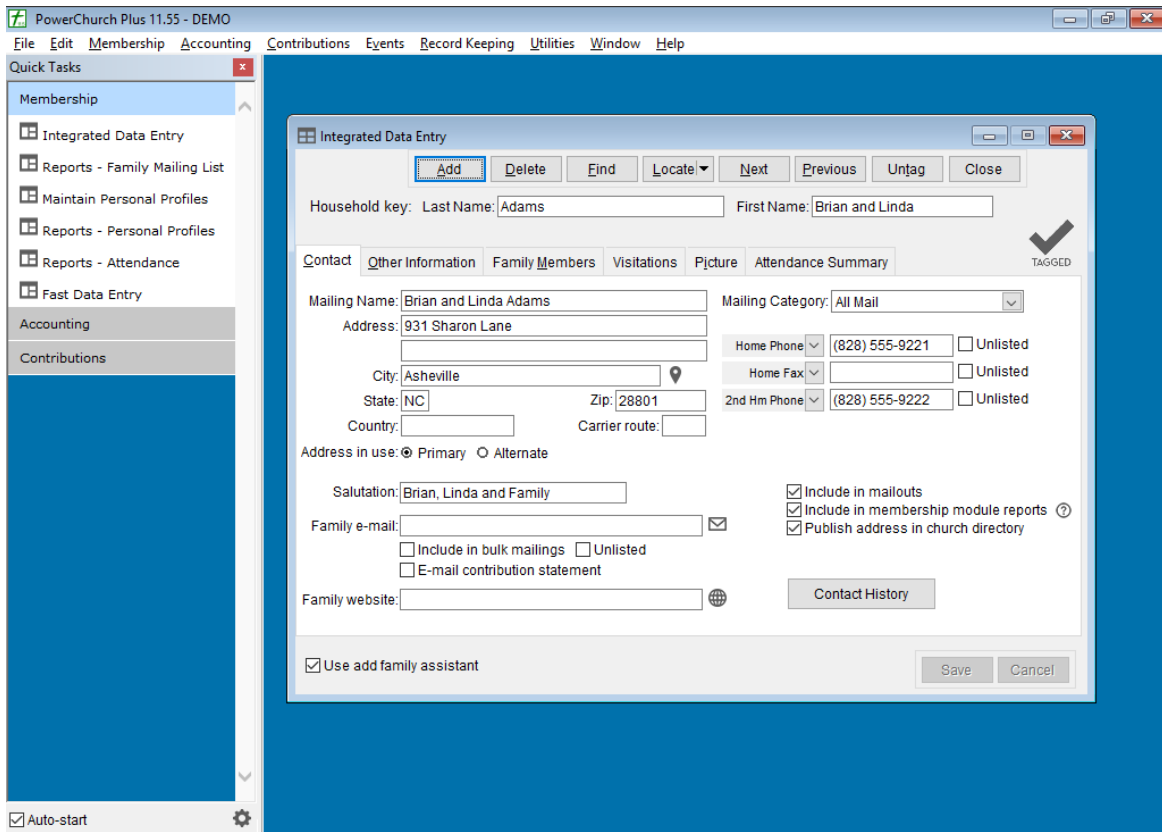 PowerChurch Plus 11.55 - DEMO
File Edit Membership Accounting Contributions Events Record Keeping Utilities Window Help
Quick Tasks
Membership
Integrated Data Entry
Reports - Family Mailing List
Maintain Personal Profiles
Reports - Personal Profiles
Reports - Attendance
Fast Data Entry
Accounting
Contributions
Auto-start
Integrated Data Entry
Add Delete Find Locate Next Previous Untag Close
Household key: Last Name: Adams First Name: Brian and Linda
TAGGED
Contact Other Information Family Members Visitations Picture Attendance Summary
Mailing Name: Brian and Linda Adams Mailing Category: All Mail
Address: 931 Sharon Lane
Home Phone (828) 555-9221 Unlisted
City: Asheville Home Fax Unlisted
State: NC Zip: 28801 2nd Hm Phone (828) 555-9222 Unlisted
Country: Carrier route:
Address in use: Primary Alternate
Salutation: Brian, Linda and Family Include in mailouts
Include in membership module reports ?
Family e-mail: Publish address in church directory
Include in bulk mailings Unlisted
E-mail contribution statement
Family website: Contact History
Use add family assistant Save Cancel